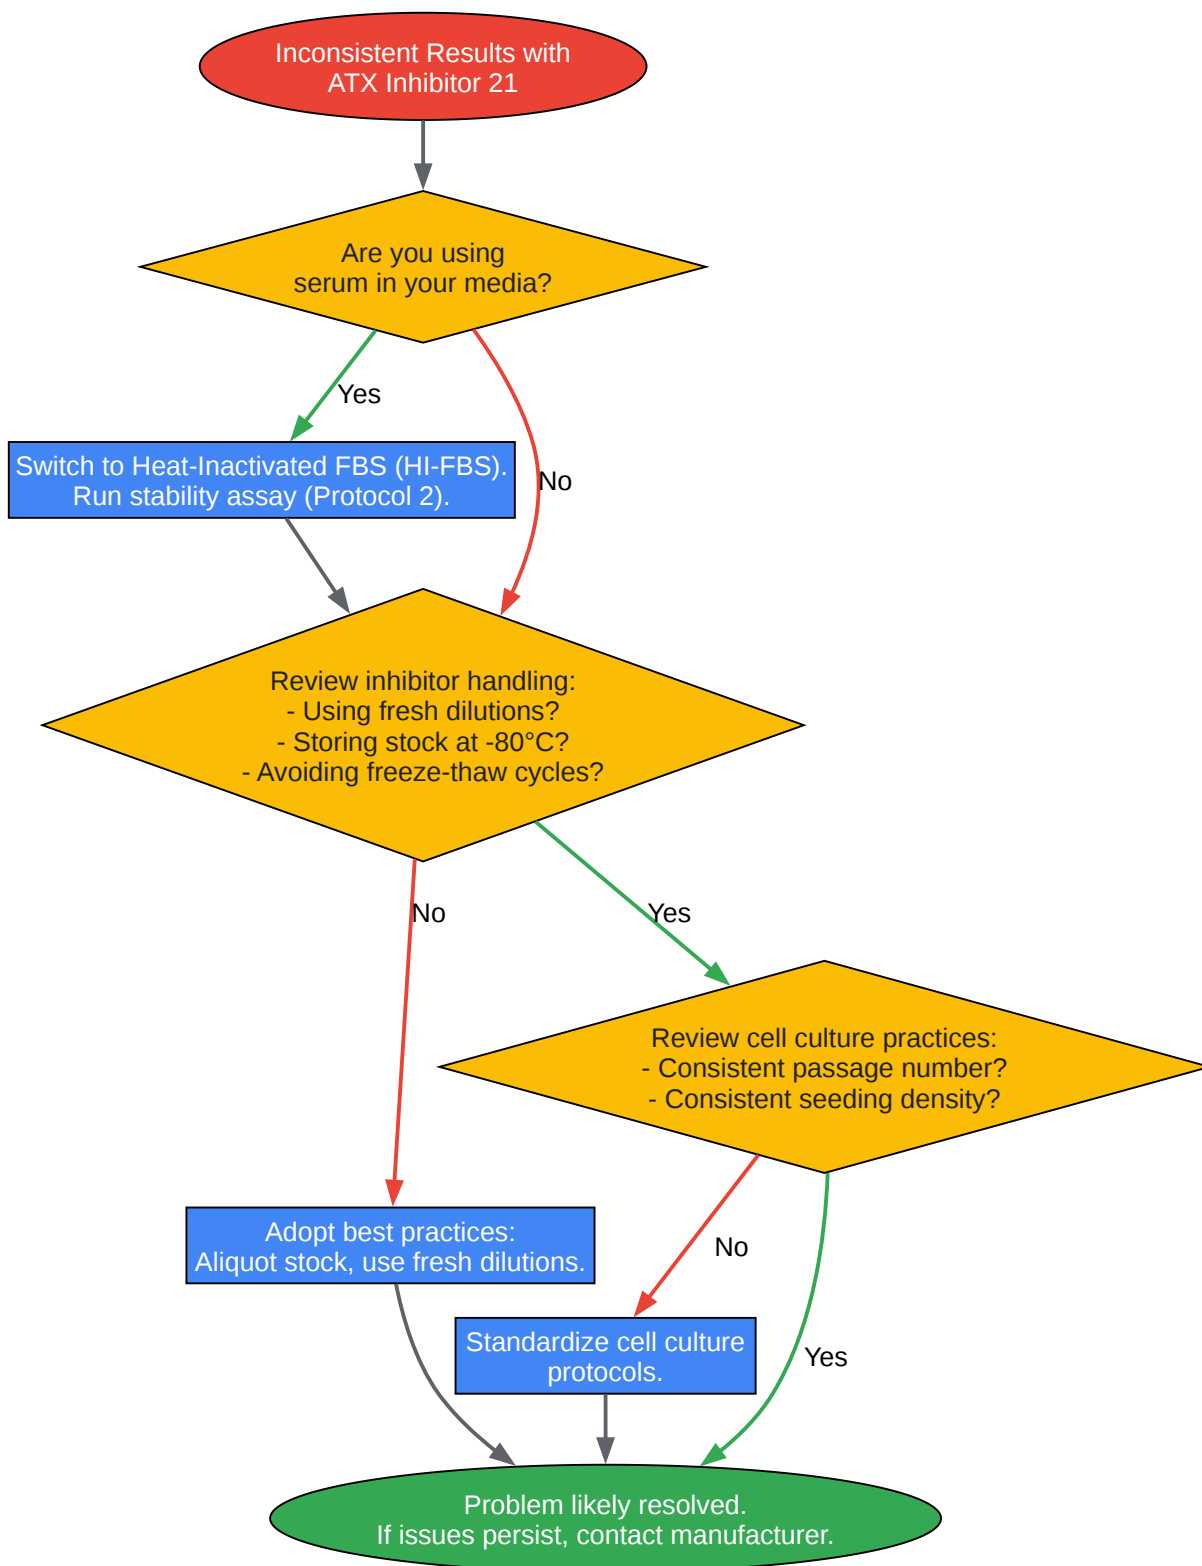 Inconsistent Results with
ATX Inhibitor 21
Are you using
serum in your media?
Yes
No
Switch to Heat-Inactivated FBS (HI-FBS).
Run stability assay (Protocol 2).
Review inhibitor handling:
- Using fresh dilutions?
- Storing stock at -80°C?
- Avoiding freeze-thaw cycles?
No
Yes
Review cell culture practices:
- Consistent passage number?
- Consistent seeding density?
Adopt best practices:
Aliquot stock, use fresh dilutions.
No
Standardize cell culture
protocols.
Yes
Problem likely resolved.
If issues persist, contact manufacturer.